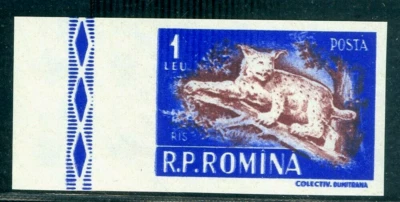 1 POSTA
LEU
RIS
R.P.ROMINA
COLECTIV. DUMITRANA